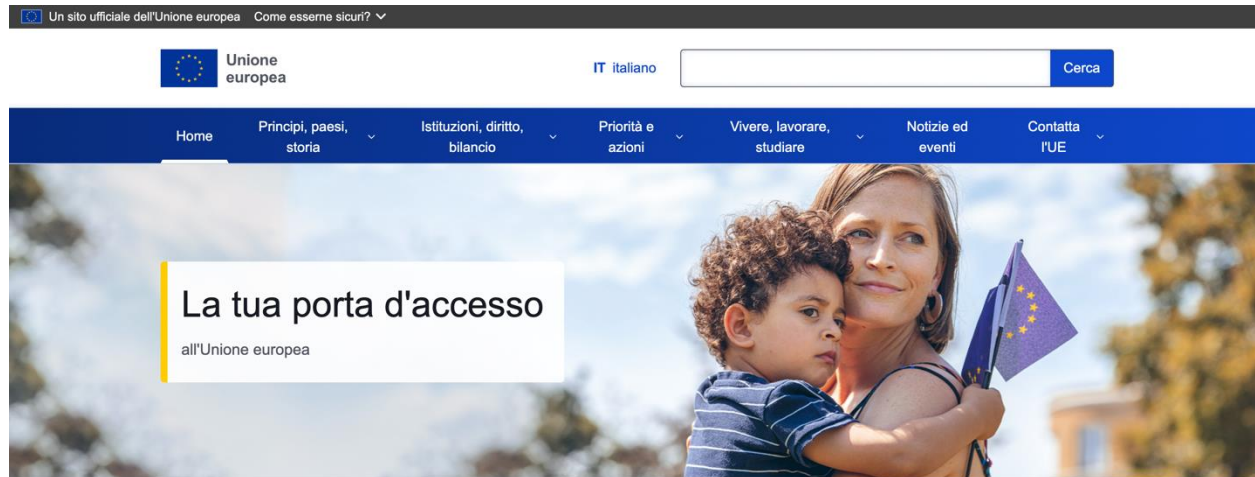 Un sito ufficiale dell'Unione europea Come esserne sicuri?
Unione
europea
IT italiano
Cerca
Home
Principi, paesi,
storia
Istituzioni, diritto,
bilancio
Priorità e
azioni
Vivere, lavorare,
studiare
Notizie ed
eventi
Contatta
l'UE
La tua porta d'accesso
all'Unione europea